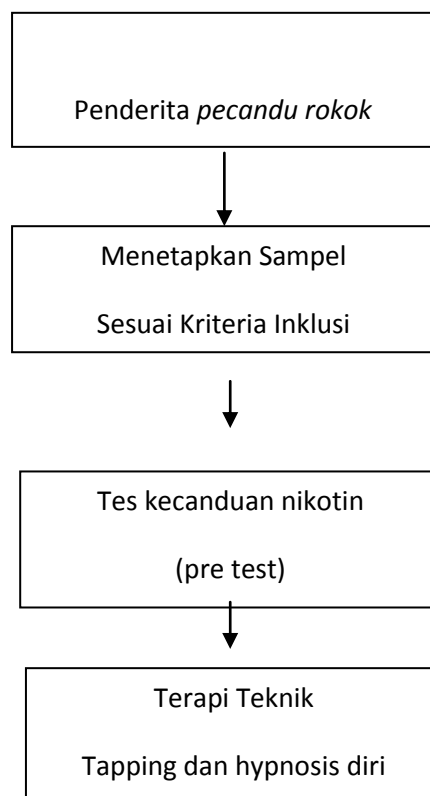 Penderita pecandu rokok
Menetapkan Sampel
Sesuai Kriteria Inklusi
Tes kecanduan nikotin
(pre test)
Terapi Teknik
Tapping dan hypnosis diri